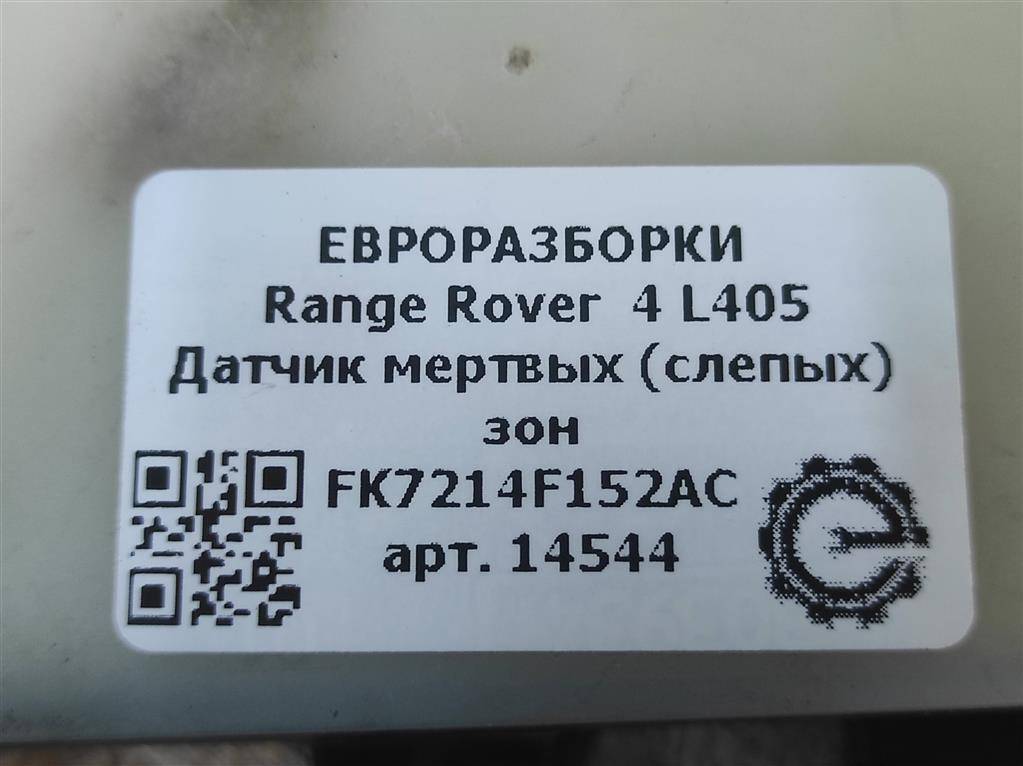 ЕВРОРАЗБОРКИ
Range Rover 4 L405
Датчик мертвых (слепых)
зон
FK7214F152AC
арт. 14544